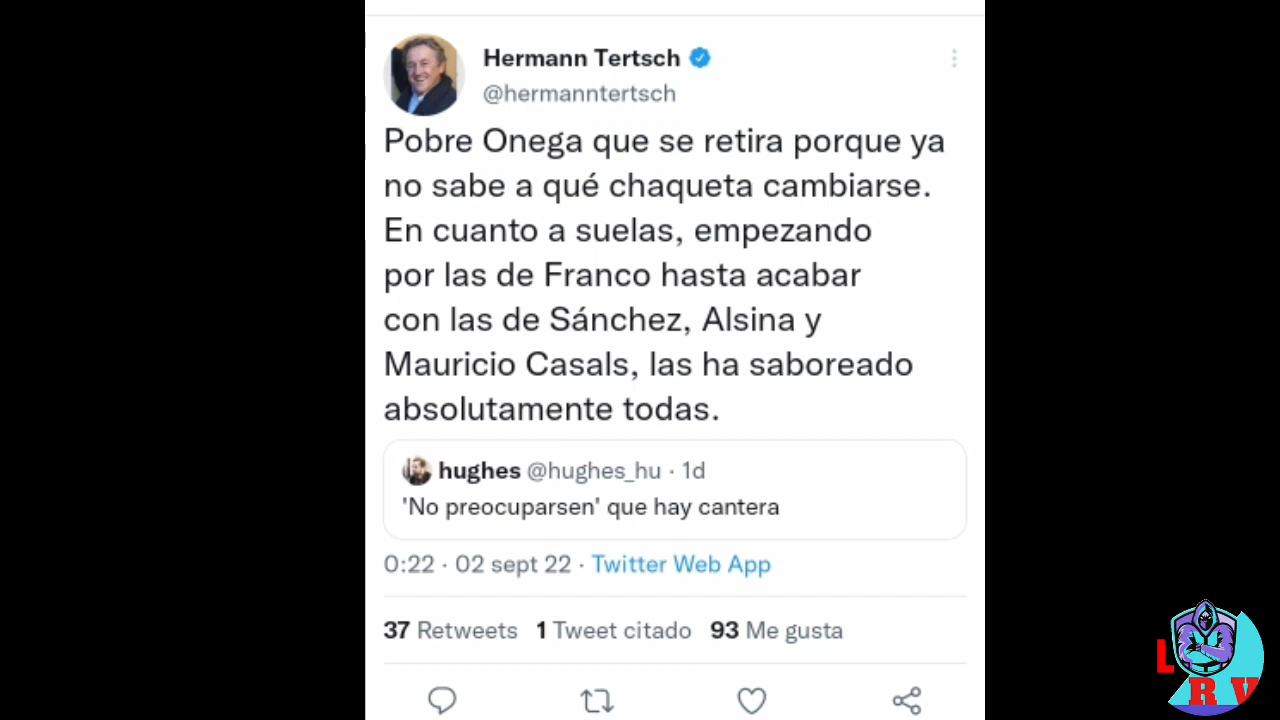 Hermann Tertsch
@hermanntertsch
Pobre Onega que se retira porque ya
no sabe a qué chaqueta cambiarse.
En cuanto a suelas, empezando
por las de Franco hasta acabar
con las de Sánchez, Alsina y
Mauricio Casals, las ha saboreado
absolutamente todas.
hughes @hughes_hu · 1d
'No preocuparsen' que hay cantera
0:22 · 02 sept 22 · Twitter Web App
37 Retweets 1 Tweet citado 93 Me gusta
L
R V